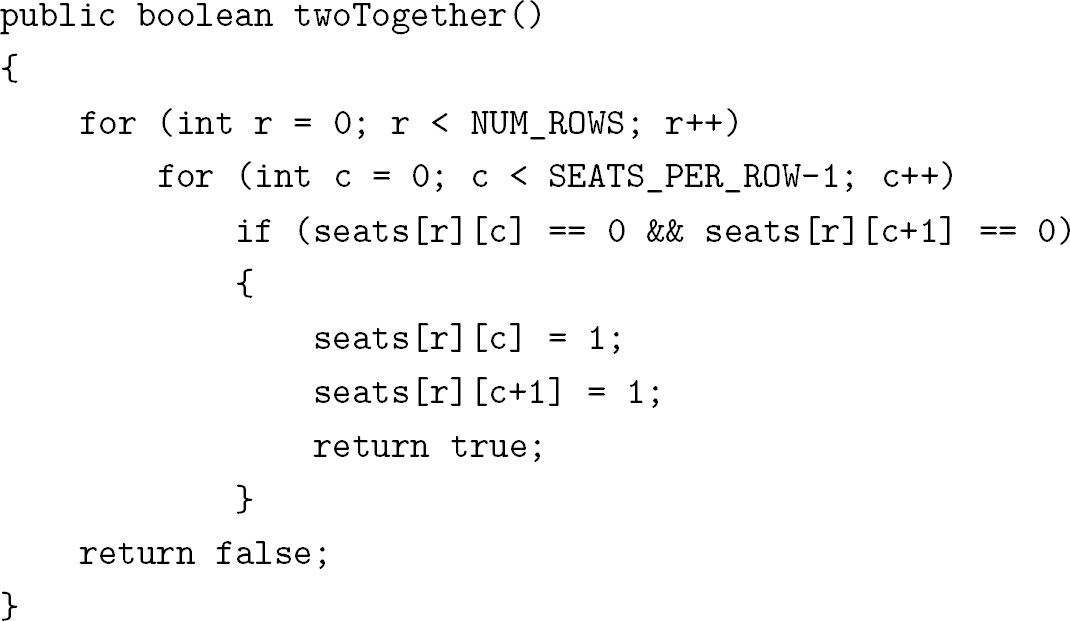 public boolean twoTogether()
{
    for (int r = 0; r < NUM_ROWS; r++)
        for (int c = 0; c < SEATS_PER_ROW-1; c++)
            if (seats[r][c] == 0 && seats[r][c+1] == 0)
            {
                seats[r][c] = 1;
                seats[r][c+1] = 1;
                return true;
            }
    return false;
}